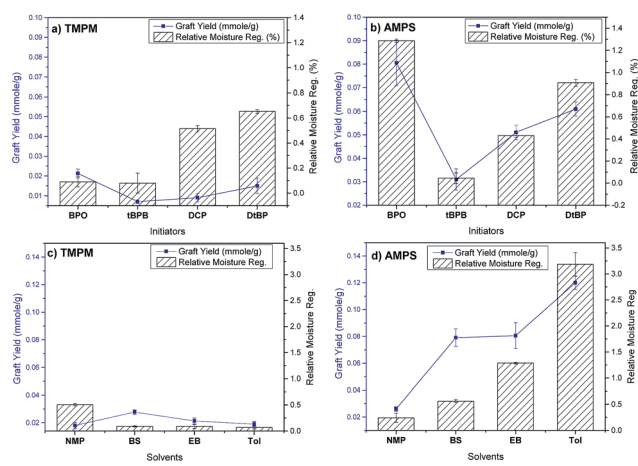 a) TMPM
Graft Yield (mmole/g)
Relative Moisture Reg. (%)
Graft Yield (mmole/g)
0.10
0.09
0.08
0.07
0.06
0.05
0.04
0.03
0.02
0.01
1.4
1.2
1.0
0.8
0.6
0.4
0.2
0.0
Relative Moisture Reg. (%)
BPO tBPB DCP DtBP
Initiators
b) AMPS
Graft Yield (mmole/g)
Relative Moisture Reg. (%)
Graft Yield (mmole/g)
0.10
0.09
0.08
0.07
0.06
0.05
0.04
0.03
0.02
1.4
1.2
1.0
0.8
0.6
0.4
0.2
0.0
-0.2
Relative Moisture Reg. (%)
BPO tBPB DCP DtBP
Initiators
c) TMPM
Graft Yield (mmole/g)
Relative Moisture Reg.
Graft Yield (mmole/g)
0.14
0.12
0.10
0.08
0.06
0.04
0.02
3.5
3.0
2.5
2.0
1.5
1.0
0.5
0.0
Relative Moisture Reg.
NMP BS EB Tol
Solvents
d) AMPS
Graft Yield (mmole/g)
Relative Moisture Reg.
Graft Yield (mmole/g)
0.14
0.12
0.10
0.08
0.06
0.04
0.02
3.5
3.0
2.5
2.0
1.5
1.0
0.5
0.0
Relative Moisture Reg.
NMP BS EB Tol
Solvents